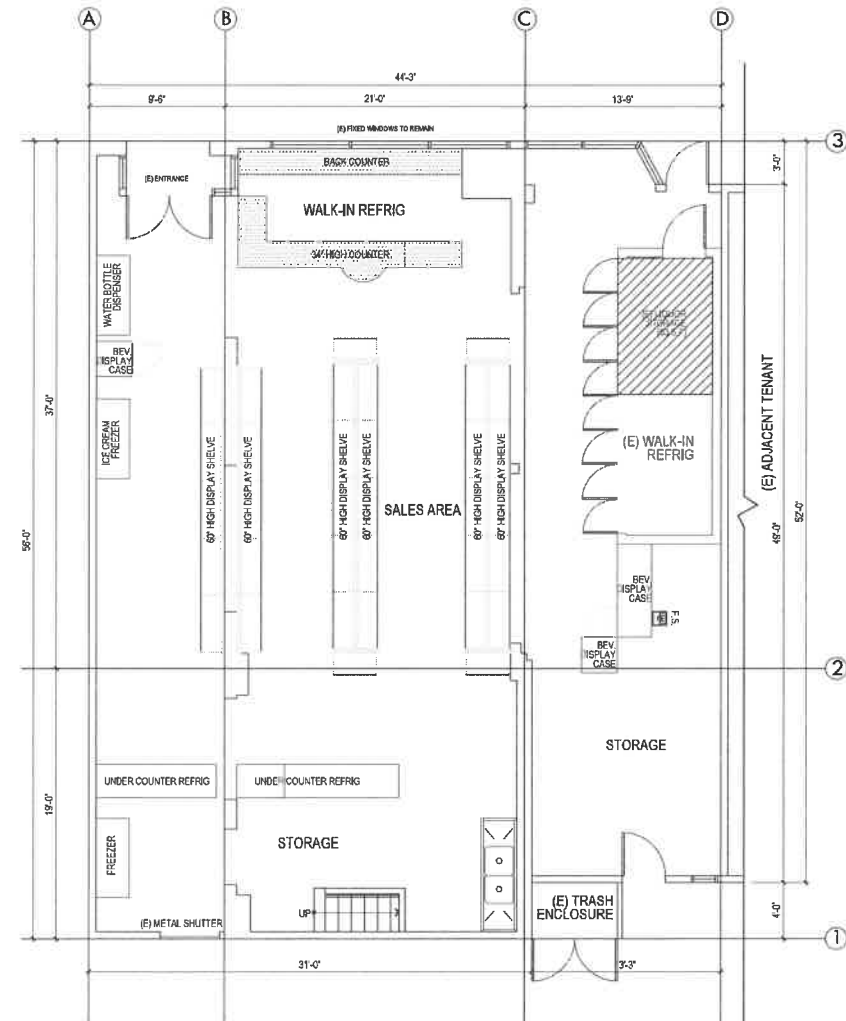 A
B
C
D
44'-3"
9'-6"
21'-0"
13'-9"
(E) FIXED WINDOWS TO REMAIN
3
BACK COUNTER
(E) ENTRANCE
3'-0"
WALK-IN REFRIG
34" HIGH COUNTER
WATER BOTTLE
DISPENSER
BEV.
DISPLAY
CASE
ICE CREAM
FREEZER
37'-0"
56'-0"
60" HIGH DISPLAY SHELVE
60" HIGH DISPLAY SHELVE
60" HIGH DISPLAY SHELVE
60" HIGH DISPLAY SHELVE
SALES AREA
60" HIGH DISPLAY SHELVE
60" HIGH DISPLAY SHELVE
(E) WALK-IN
REFRIG
(E) ADJACENT TENANT
49'-0"
52'-0"
BEV.
DISPLAY
CASE
F.S.
BEV.
DISPLAY
CASE
2
STORAGE
UNDER COUNTER REFRIG
UNDER COUNTER REFRIG
19'-0"
FREEZER
STORAGE
UP
(E) METAL SHUTTER
(E) TRASH
ENCLOSURE
4'-0"
1
31'-0"
3'-3"